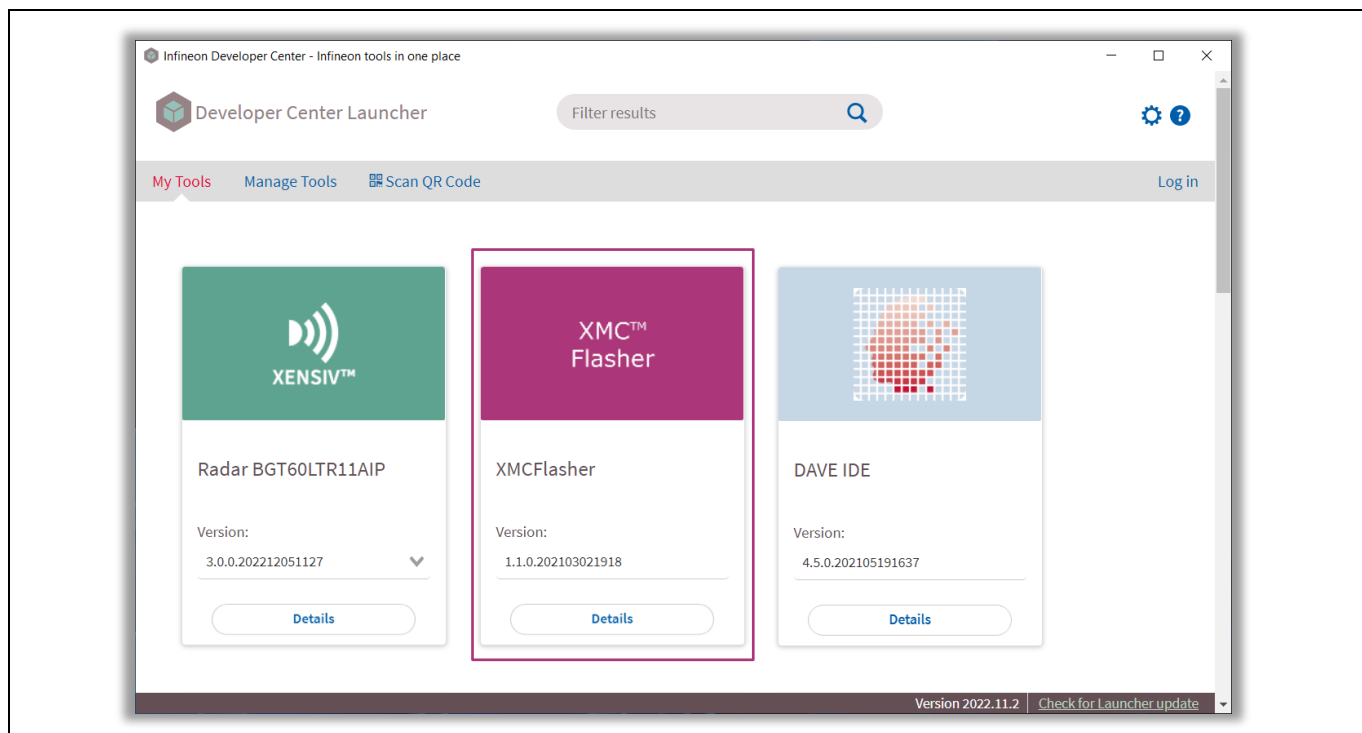 Infineon Developer Center - Infineon tools in one place
Developer Center Launcher
Filter results
?
My Tools
Manage Tools
Scan QR Code
Log in
XENSIV™
XMC™
Flasher
Radar BGT60LTR11AIP
XMCFlasher
DAVE IDE
Version:
Version:
Version:
3.0.0.202212051127
1.1.0.202103021918
4.5.0.202105191637
Details
Details
Details
Version 2022.11.2
Check for Launcher update